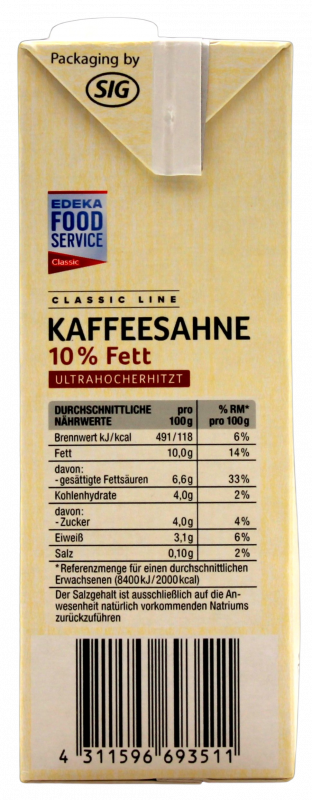 Packaging by
SIG
EDEKA
FOOD
SERVICE
Classic
CLASSIC LINE
KAFFEESAHNE
10% Fett
ULTRAHOCHERHITZT
DURCHSCHNITTLICHE NÄHRWERTE pro 100g % RM* pro 100g
Brennwert kJ/kcal 491/118 6%
Fett 10,0g 14%
davon:
-gesättigte Fettsäuren 6,6g 33%
Kohlenhydrate 4,0g 2%
davon:
-Zucker 4,0g 4%
Eiweiß 3,1g 6%
Salz 0,10g 2%
*Referenzmenge für einen durchschnittlichen
Erwachsenen (8400kJ/2000kcal)
Der Salzgehalt ist ausschließlich auf die An-
wesenheit natürlich vorkommenden Natriums
zurückzuführen
4 311596 693511